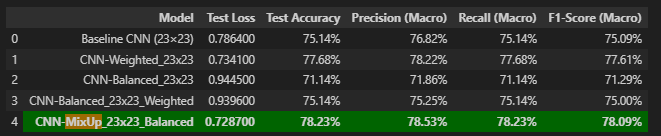 Model Test Loss Test Accuracy Precision (Macro) Recall (Macro) F1-Score (Macro)
0 Baseline CNN (23×23) 0.786400 75.14% 76.82% 75.14% 75.09%
1 CNN-Weighted_23x23 0.734100 77.68% 78.22% 77.68% 77.61%
2 CNN-Balanced_23x23 0.944500 71.14% 71.86% 71.14% 71.29%
3 CNN-Balanced_23x23_Weighted 0.939600 75.14% 75.25% 75.14% 75.00%
4 CNN-MixUp_23x23_Balanced 0.728700 78.23% 78.53% 78.23% 78.09%